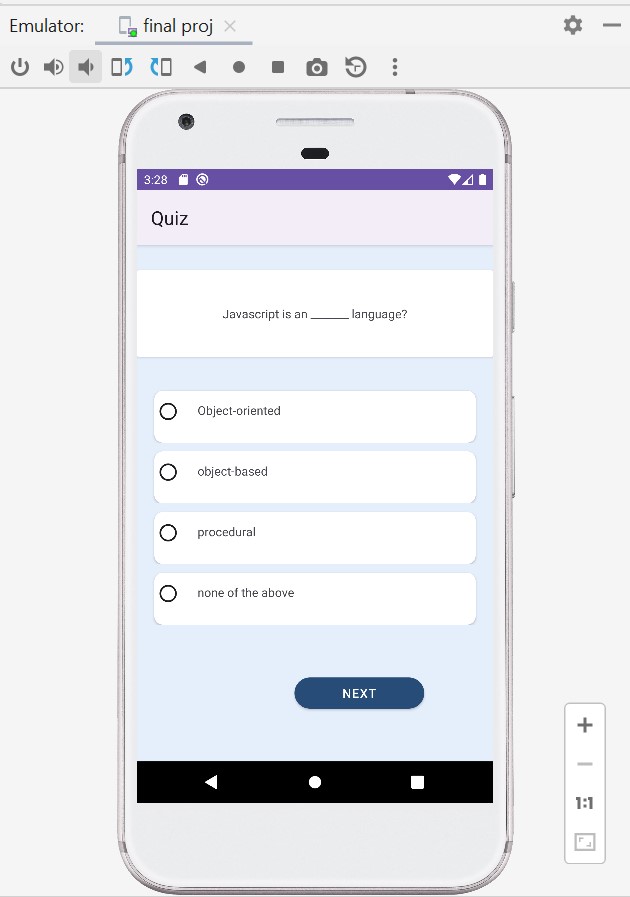 Emulator: final proj
3:28
Quiz
Javascript is an ______ language?
Object-oriented
object-based
procedural
none of the above
NEXT
1:1